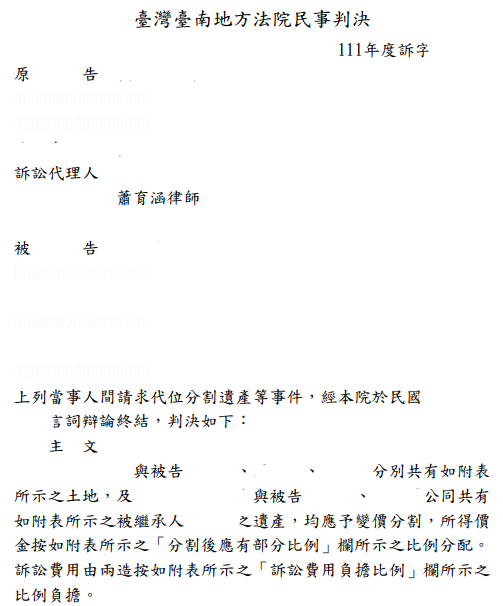 臺灣臺南地方法院民事判決
111年度訴字
原告
訴訟代理人
蕭育涵律師
被告
上列當事人間請求代位分割遺產等事件，經本院於民國
言詞辯論終結，判決如下：
主文
與被告、、分別共有如附表
所示之土地，及與被告、公同共有
如附表所示之被繼承人之遺產，均應予變價分割，所得價
金按如附表所示之「分割後應有部分比例」欄所示之比例分配。
訴訟費用由兩造按如附表所示之「訴訟費用負擔比例」欄所示之
比例負擔。